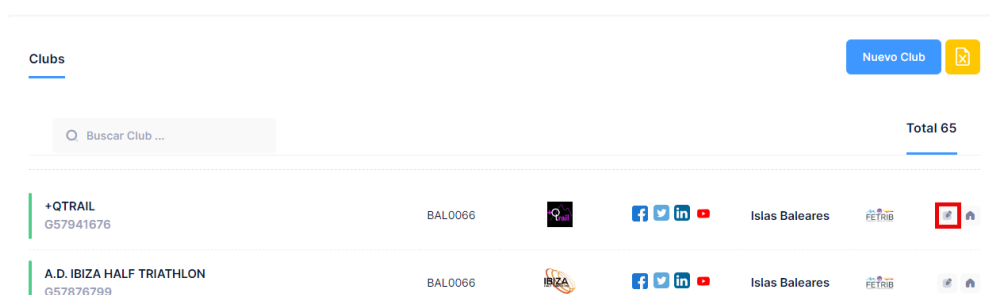 Clubs
Nuevo Club
Buscar Club ...
Total 65
+QTRAIL
G57941676
BAL0066
Qtrail
Islas Baleares
FETRIB
A.D. IBIZA HALF TRIATHLON
G57876799
BAL0066
IBIZA
Islas Baleares
FETRIB